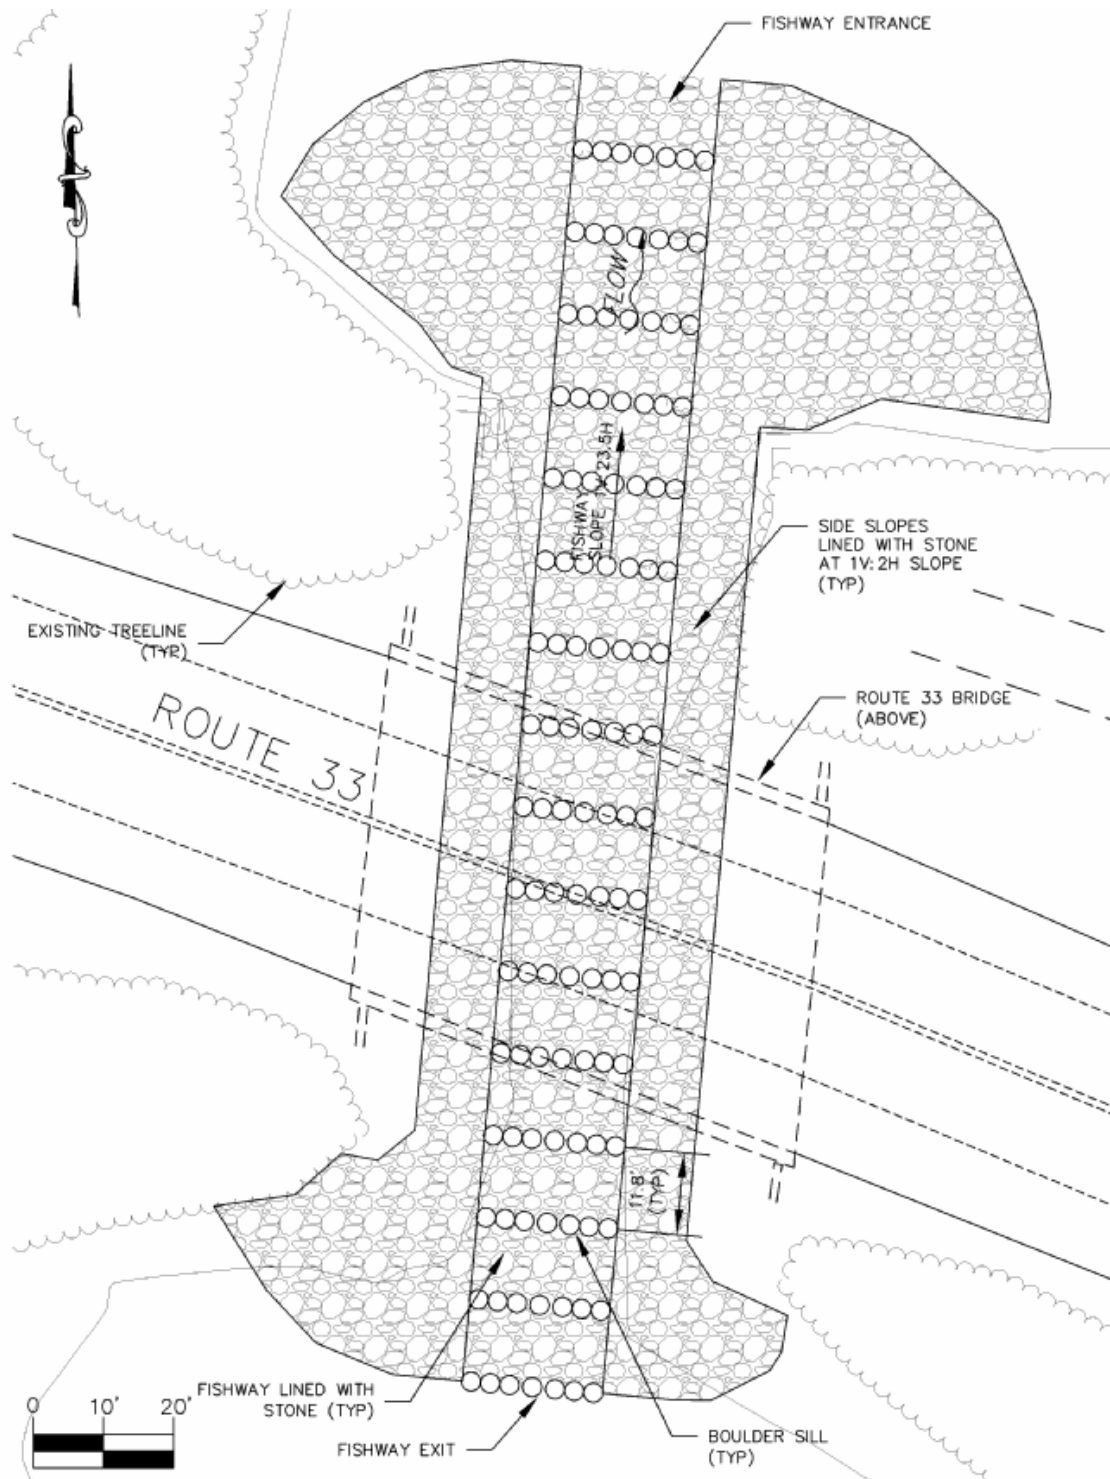 FISHWAY ENTRANCE
FLOW
FISHWAY
SLOPE 1V:23.5H
SIDE SLOPES
LINED WITH STONE
AT 1V:2H SLOPE
(TYP)
EXISTING TREELINE
(TYP)
ROUTE 33
ROUTE 33 BRIDGE
(ABOVE)
11.8'
(TYP)
0 10' 20'
FISHWAY LINED WITH
STONE (TYP)
FISHWAY EXIT
BOULDER SILL
(TYP)